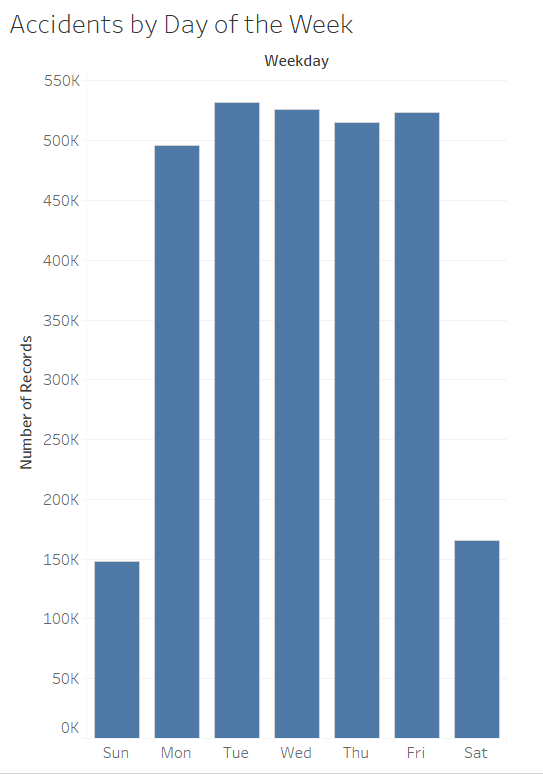 Accidents by Day of the Week
Weekday
550K
500K
450K
400K
350K
300K
250K
200K
150K
100K
50K
0K
Number of Records
Sun Mon Tue Wed Thu Fri Sat